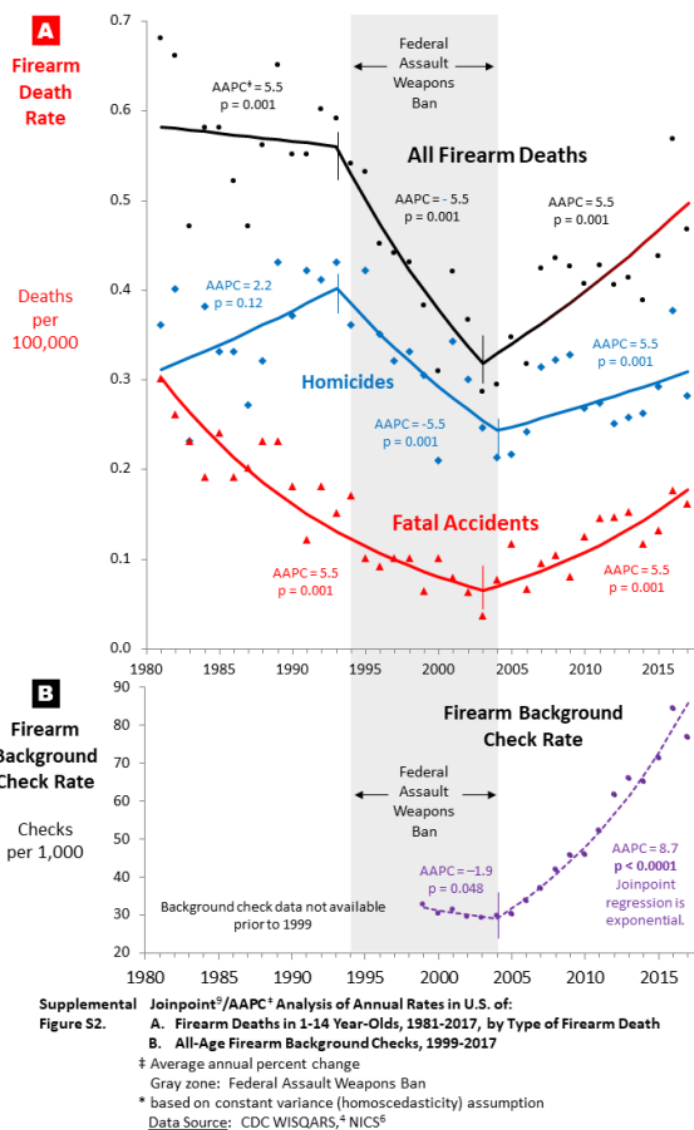 A
Firearm
Death
Rate
Deaths
per
100,000
0.7
0.6
0.5
0.4
0.3
0.2
0.1
0.0
Federal
Assault
Weapons
Ban
AAPC‡ = 5.5
p = 0.001
All Firearm Deaths
AAPC = - 5.5
p = 0.001
AAPC = 5.5
p = 0.001
AAPC = 2.2
p = 0.12
Homicides
AAPC = 5.5
p = 0.001
AAPC = -5.5
p = 0.001
Fatal Accidents
AAPC = 5.5
p = 0.001
AAPC = 5.5
p = 0.001
1980 1985 1990 1995 2000 2005 2010 2015
B
Firearm
Background
Check Rate
Checks
per 1,000
90
80
70
60
50
40
30
20
Firearm Background
Check Rate
Federal
Assault
Weapons
Ban
AAPC = –1.9
p = 0.048
AAPC = 8.7
p < 0.0001
Joinpoint
regression is
exponential.
Background check data not available
prior to 1999
1980 1985 1990 1995 2000 2005 2010 2015
Supplemental Joinpoint⁹/AAPC‡ Analysis of Annual Rates in U.S. of:
Figure S2. A. Firearm Deaths in 1-14 Year-Olds, 1981-2017, by Type of Firearm Death
B. All-Age Firearm Background Checks, 1999-2017
‡ Average annual percent change
Gray zone: Federal Assault Weapons Ban
* based on constant variance (homoscedasticity) assumption
Data Source: CDC WISQARS,⁴ NICS⁶